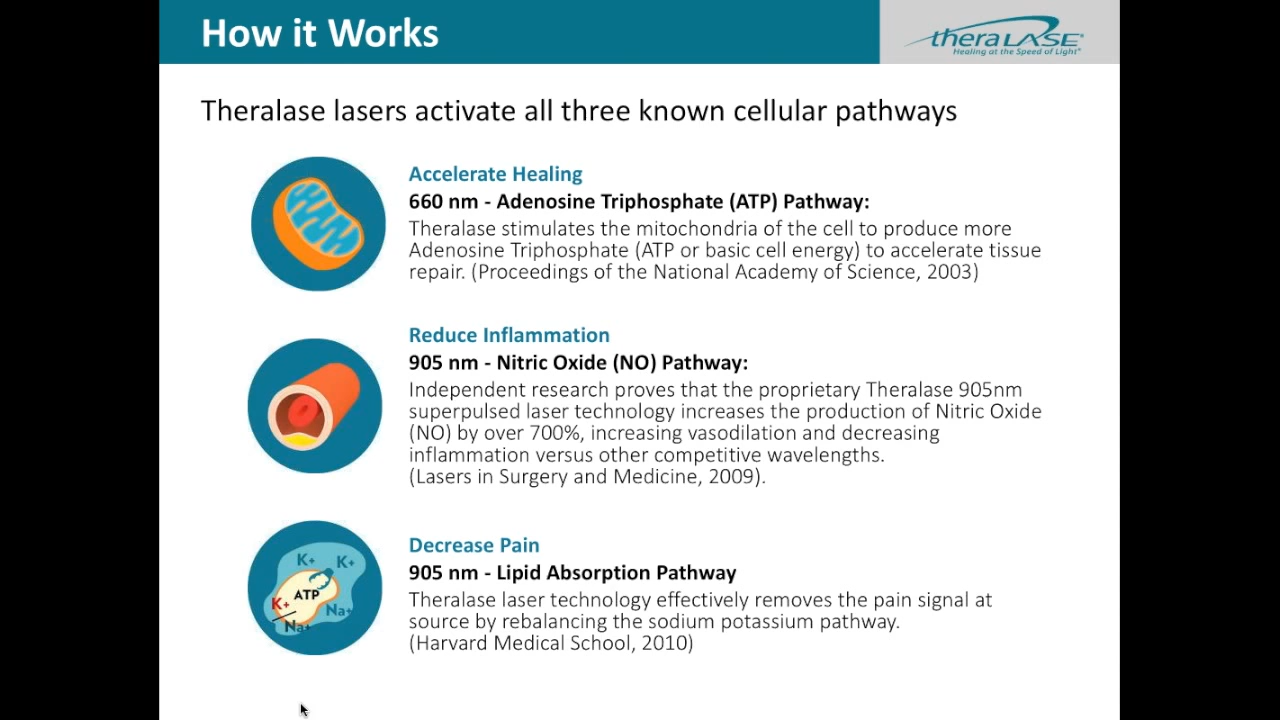 How it Works
theraLASE®
Healing at the Speed of Light®
Theralase lasers activate all three known cellular pathways
Accelerate Healing
660 nm - Adenosine Triphosphate (ATP) Pathway:
Theralase stimulates the mitochondria of the cell to produce more
Adenosine Triphosphate (ATP or basic cell energy) to accelerate tissue
repair. (Proceedings of the National Academy of Science, 2003)
Reduce Inflammation
905 nm - Nitric Oxide (NO) Pathway:
Independent research proves that the proprietary Theralase 905nm
superpulsed laser technology increases the production of Nitric Oxide
(NO) by over 700%, increasing vasodilation and decreasing
inflammation versus other competitive wavelengths.
(Lasers in Surgery and Medicine, 2009).
K+ K+
ATP
K+ Na+
Na+
Decrease Pain
905 nm - Lipid Absorption Pathway
Theralase laser technology effectively removes the pain signal at
source by rebalancing the sodium potassium pathway.
(Harvard Medical School, 2010)